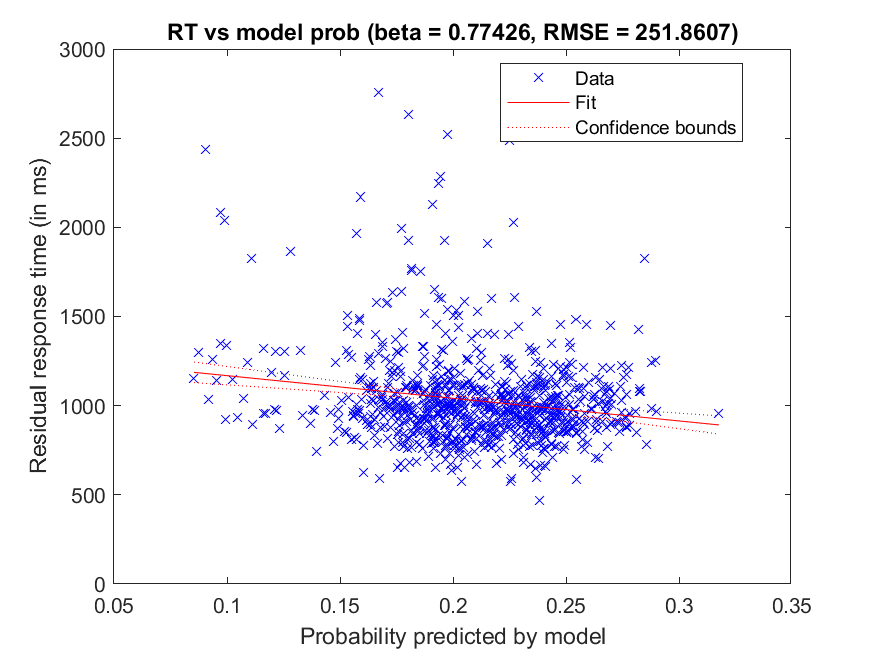 RT vs model prob (beta = 0.77426, RMSE = 251.8607)
3000
2500
2000
1500
1000
500
0
Residual response time (in ms)
Data
Fit
Confidence bounds
0.05 0.1 0.15 0.2 0.25 0.3 0.35
Probability predicted by model